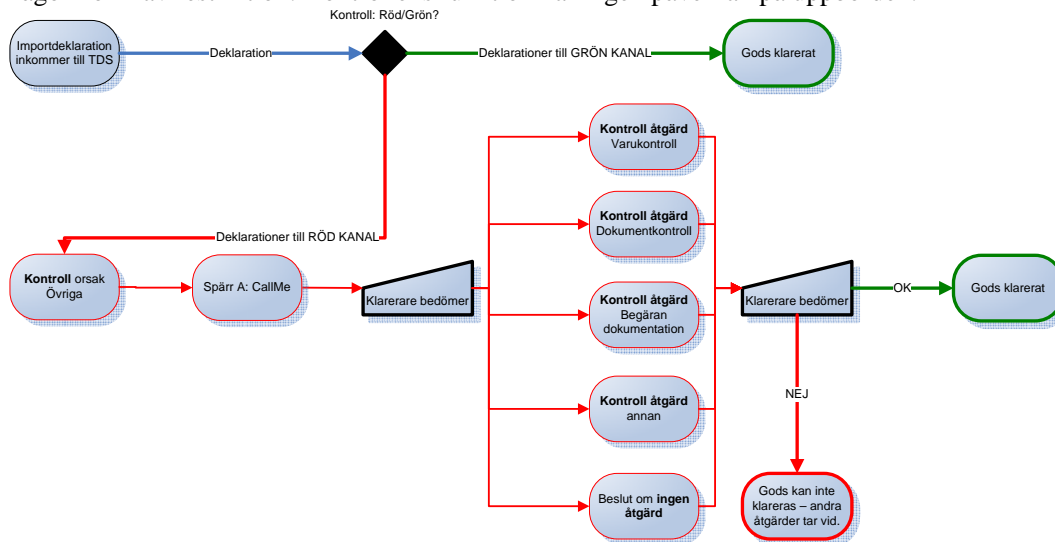 Kontroll: Röd/Grön?
Importdeklaration
inkommer till TDS
Deklaration
Deklarationer till GRÖN KANAL
Gods klarerat
Kontroll åtgärd
Varukontroll
Kontroll åtgärd
Dokumentkontroll
Deklarationer till RÖD KANAL
Kontroll orsak
Övriga
Spärr A: CallMe
Klarerare bedömer
Kontroll åtgärd
Begäran
dokumentation
Klarerare bedömer
OK
Gods klarerat
Kontroll åtgärd
annan
NEJ
Beslut om ingen
åtgärd
Gods kan inte
klareras – andra
åtgärder tar vid.